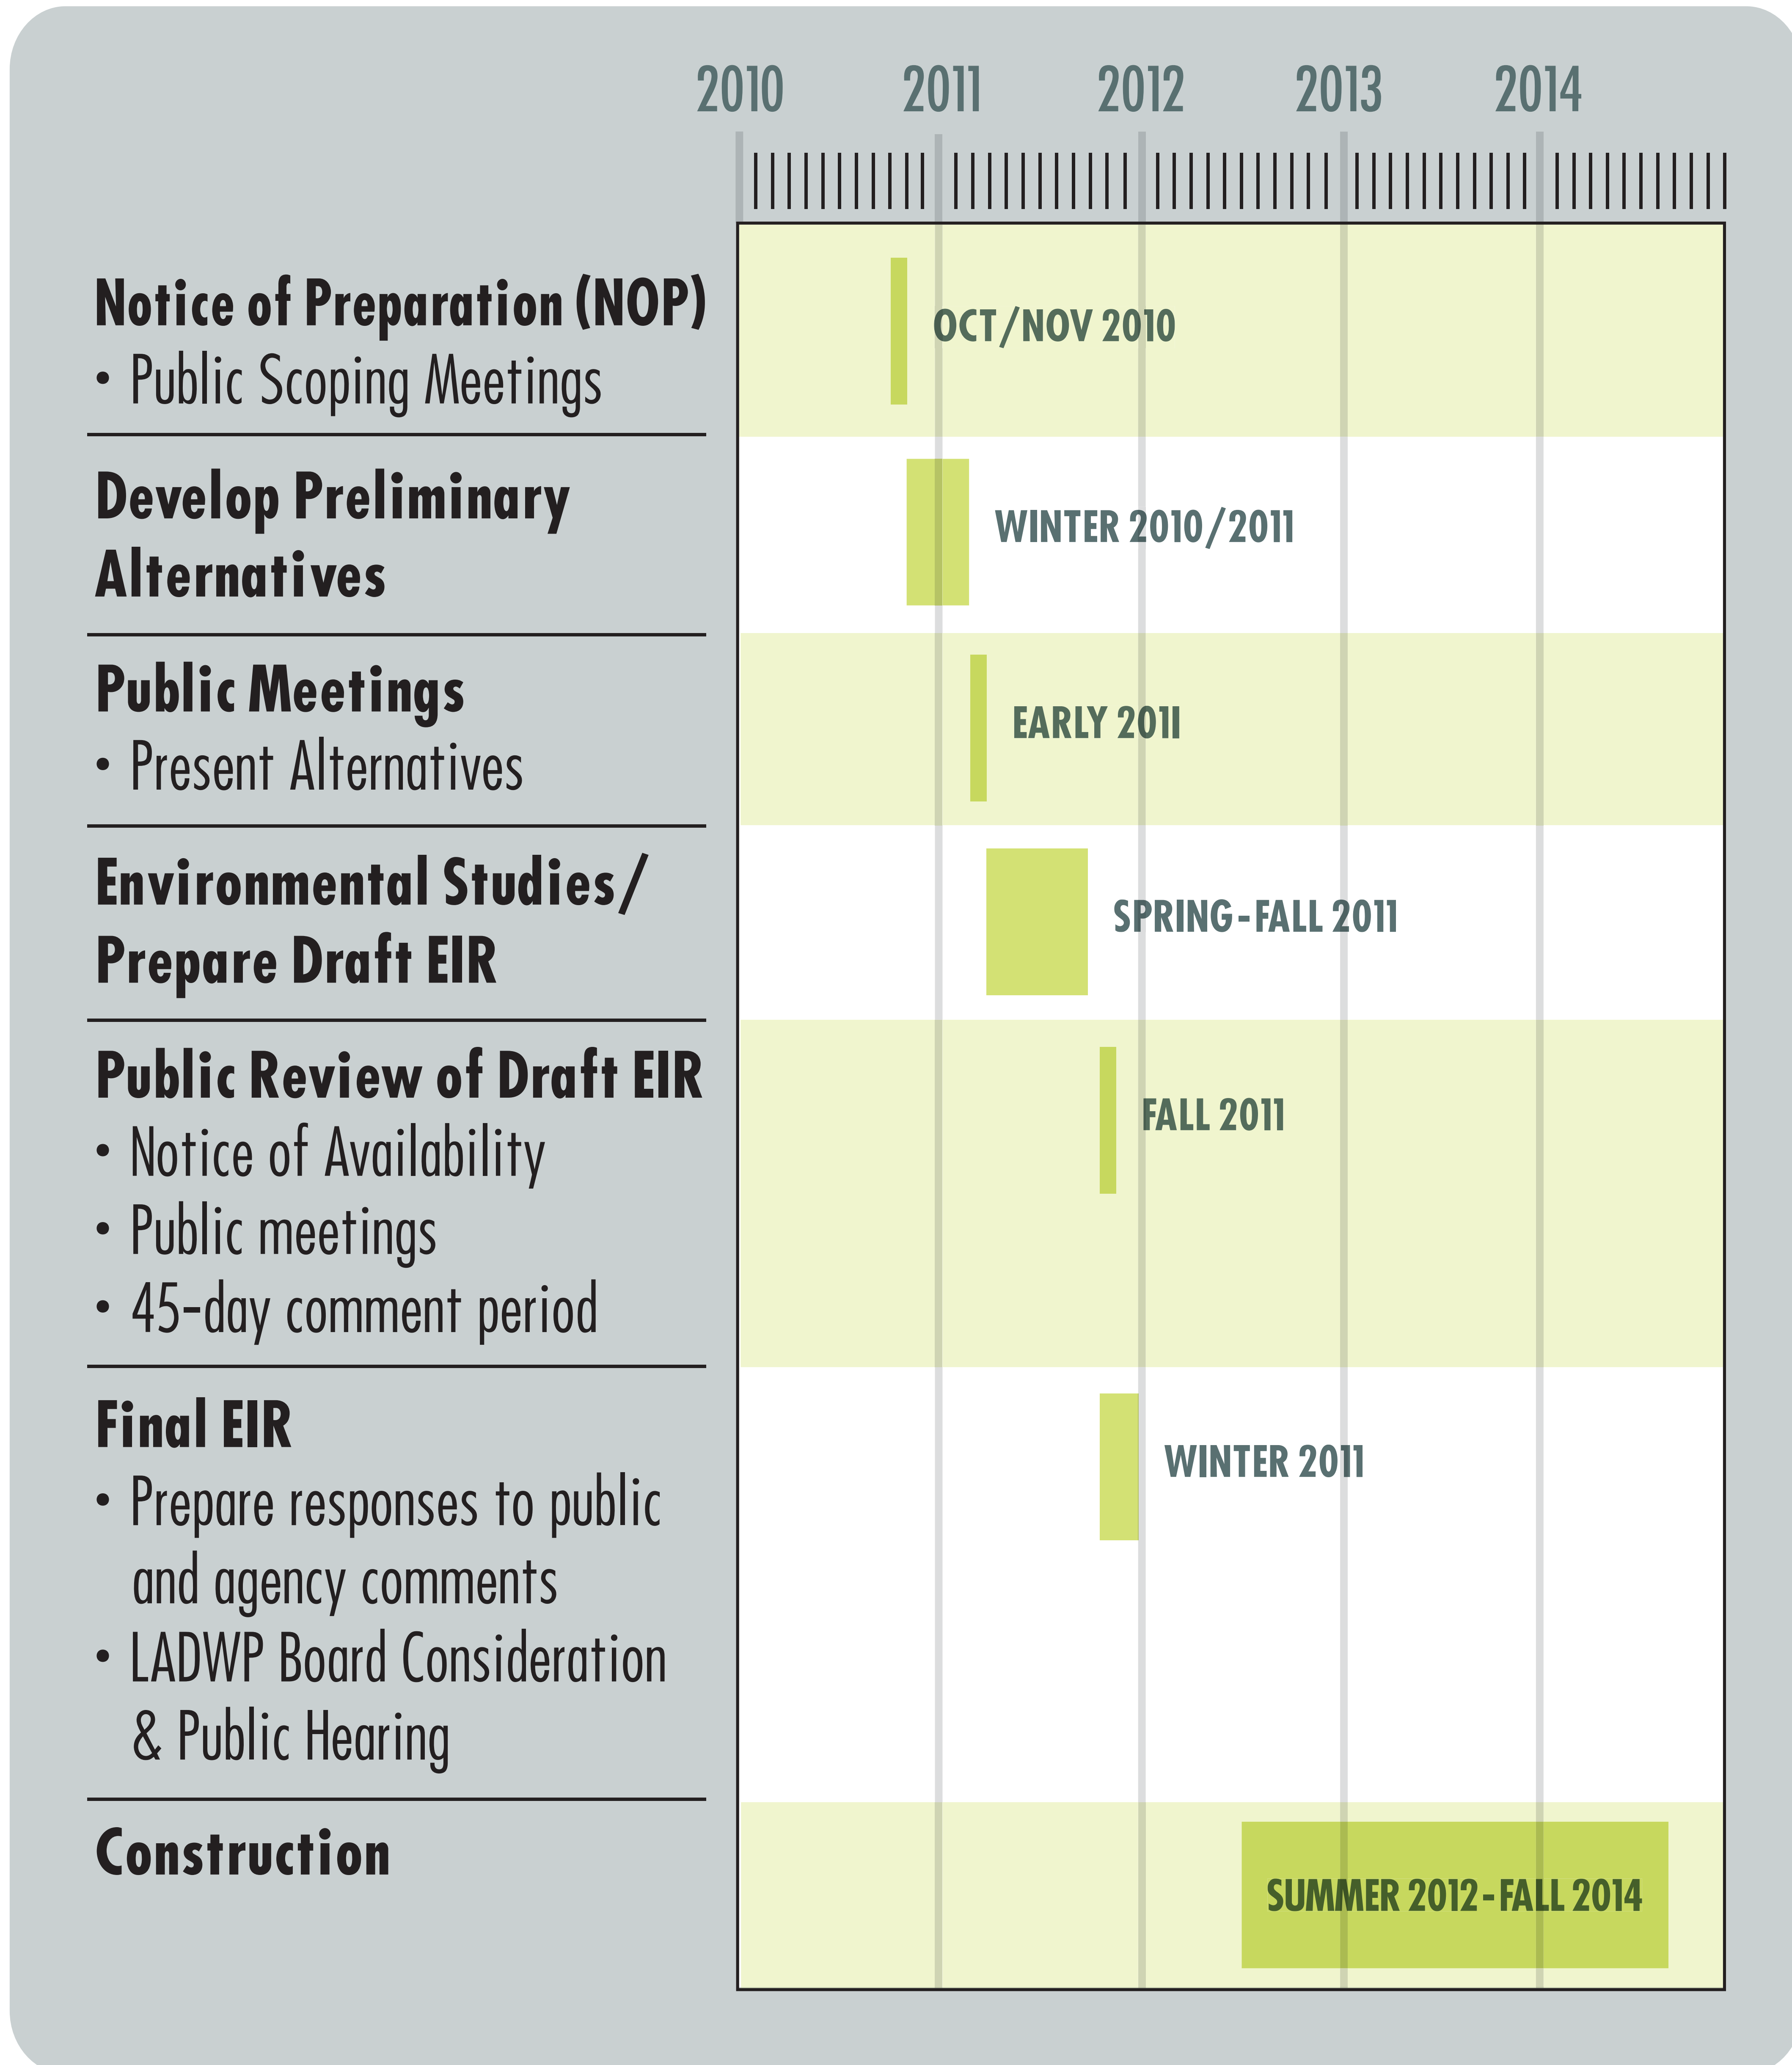 2010 2011 2012 2013 2014
Notice of Preparation (NOP)
• Public Scoping Meetings
OCT/NOV 2010
Develop Preliminary
Alternatives
WINTER 2010/2011
Public Meetings
• Present Alternatives
EARLY 2011
Environmental Studies/
Prepare Draft EIR
SPRING-FALL 2011
Public Review of Draft EIR
• Notice of Availability
• Public meetings
• 45-day comment period
FALL 2011
Final EIR
• Prepare responses to public
and agency comments
• LADWP Board Consideration
& Public Hearing
WINTER 2011
Construction
SUMMER 2012-FALL 2014